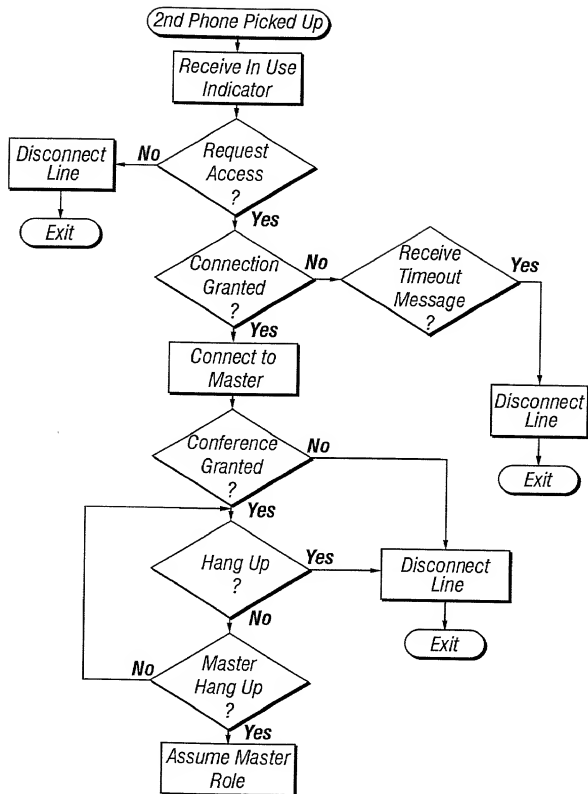 2nd Phone Picked Up
Receive In Use
Indicator
Request
Access
?
No
Disconnect
Line
Exit
Yes
Connection
Granted
?
No
Receive
Timeout
Message
?
Yes
Disconnect
Line
Exit
Yes
Connect to
Master
Conference
Granted
?
No
Yes
Hang Up
?
Yes
Disconnect
Line
Exit
No
Master
Hang Up
?
No
Yes
Assume Master
Role